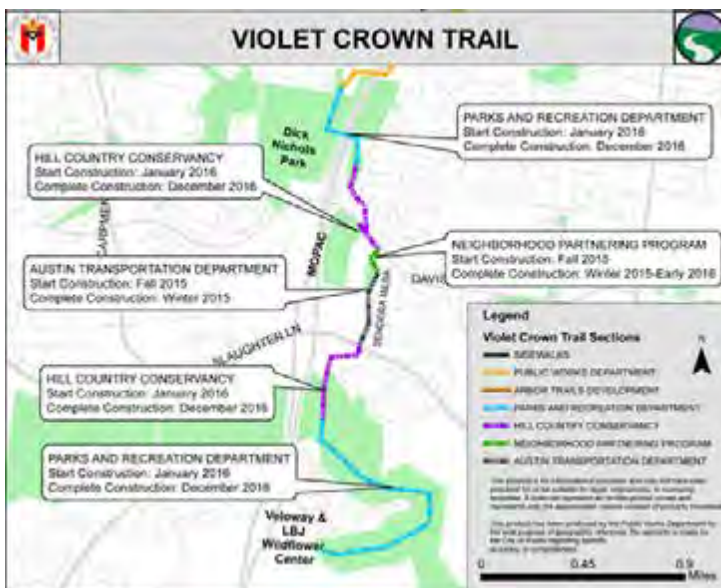 VIOLET CROWN TRAIL
PARKS AND RECREATION DEPARTMENT
Start Construction: January 2016
Complete Construction: December 2016
Dick
Nichols
Park
HILL COUNTRY CONSERVANCY
Start Construction: January 2016
Complete Construction: December 2016
MOPAC
NEIGHBORHOOD PARTNERING PROGRAM
Start Construction: Fall 2015
Complete Construction: Winter 2015-Early 2016
AUSTIN TRANSPORTATION DEPARTMENT
Start Construction: Fall 2015
Complete Construction: Winter 2015
DAVIS
SLAUGHTER LN
HILL COUNTRY CONSERVANCY
Start Construction: January 2016
Complete Construction: December 2016
PARKS AND RECREATION DEPARTMENT
Start Construction: January 2016
Complete Construction: December 2016
Veloway &
LBJ
Wildflower
Center
Legend
Violet Crown Trail Sections
N
SIDEWALKS
PUBLIC WORKS DEPARTMENT
ARBOR TRAILS DEVELOPMENT
PARKS AND RECREATION DEPARTMENT
HILL COUNTRY CONSERVANCY
NEIGHBORHOOD PARTNERING PROGRAM
AUSTIN TRANSPORTATION DEPARTMENT
0 0.45 0.9
Miles